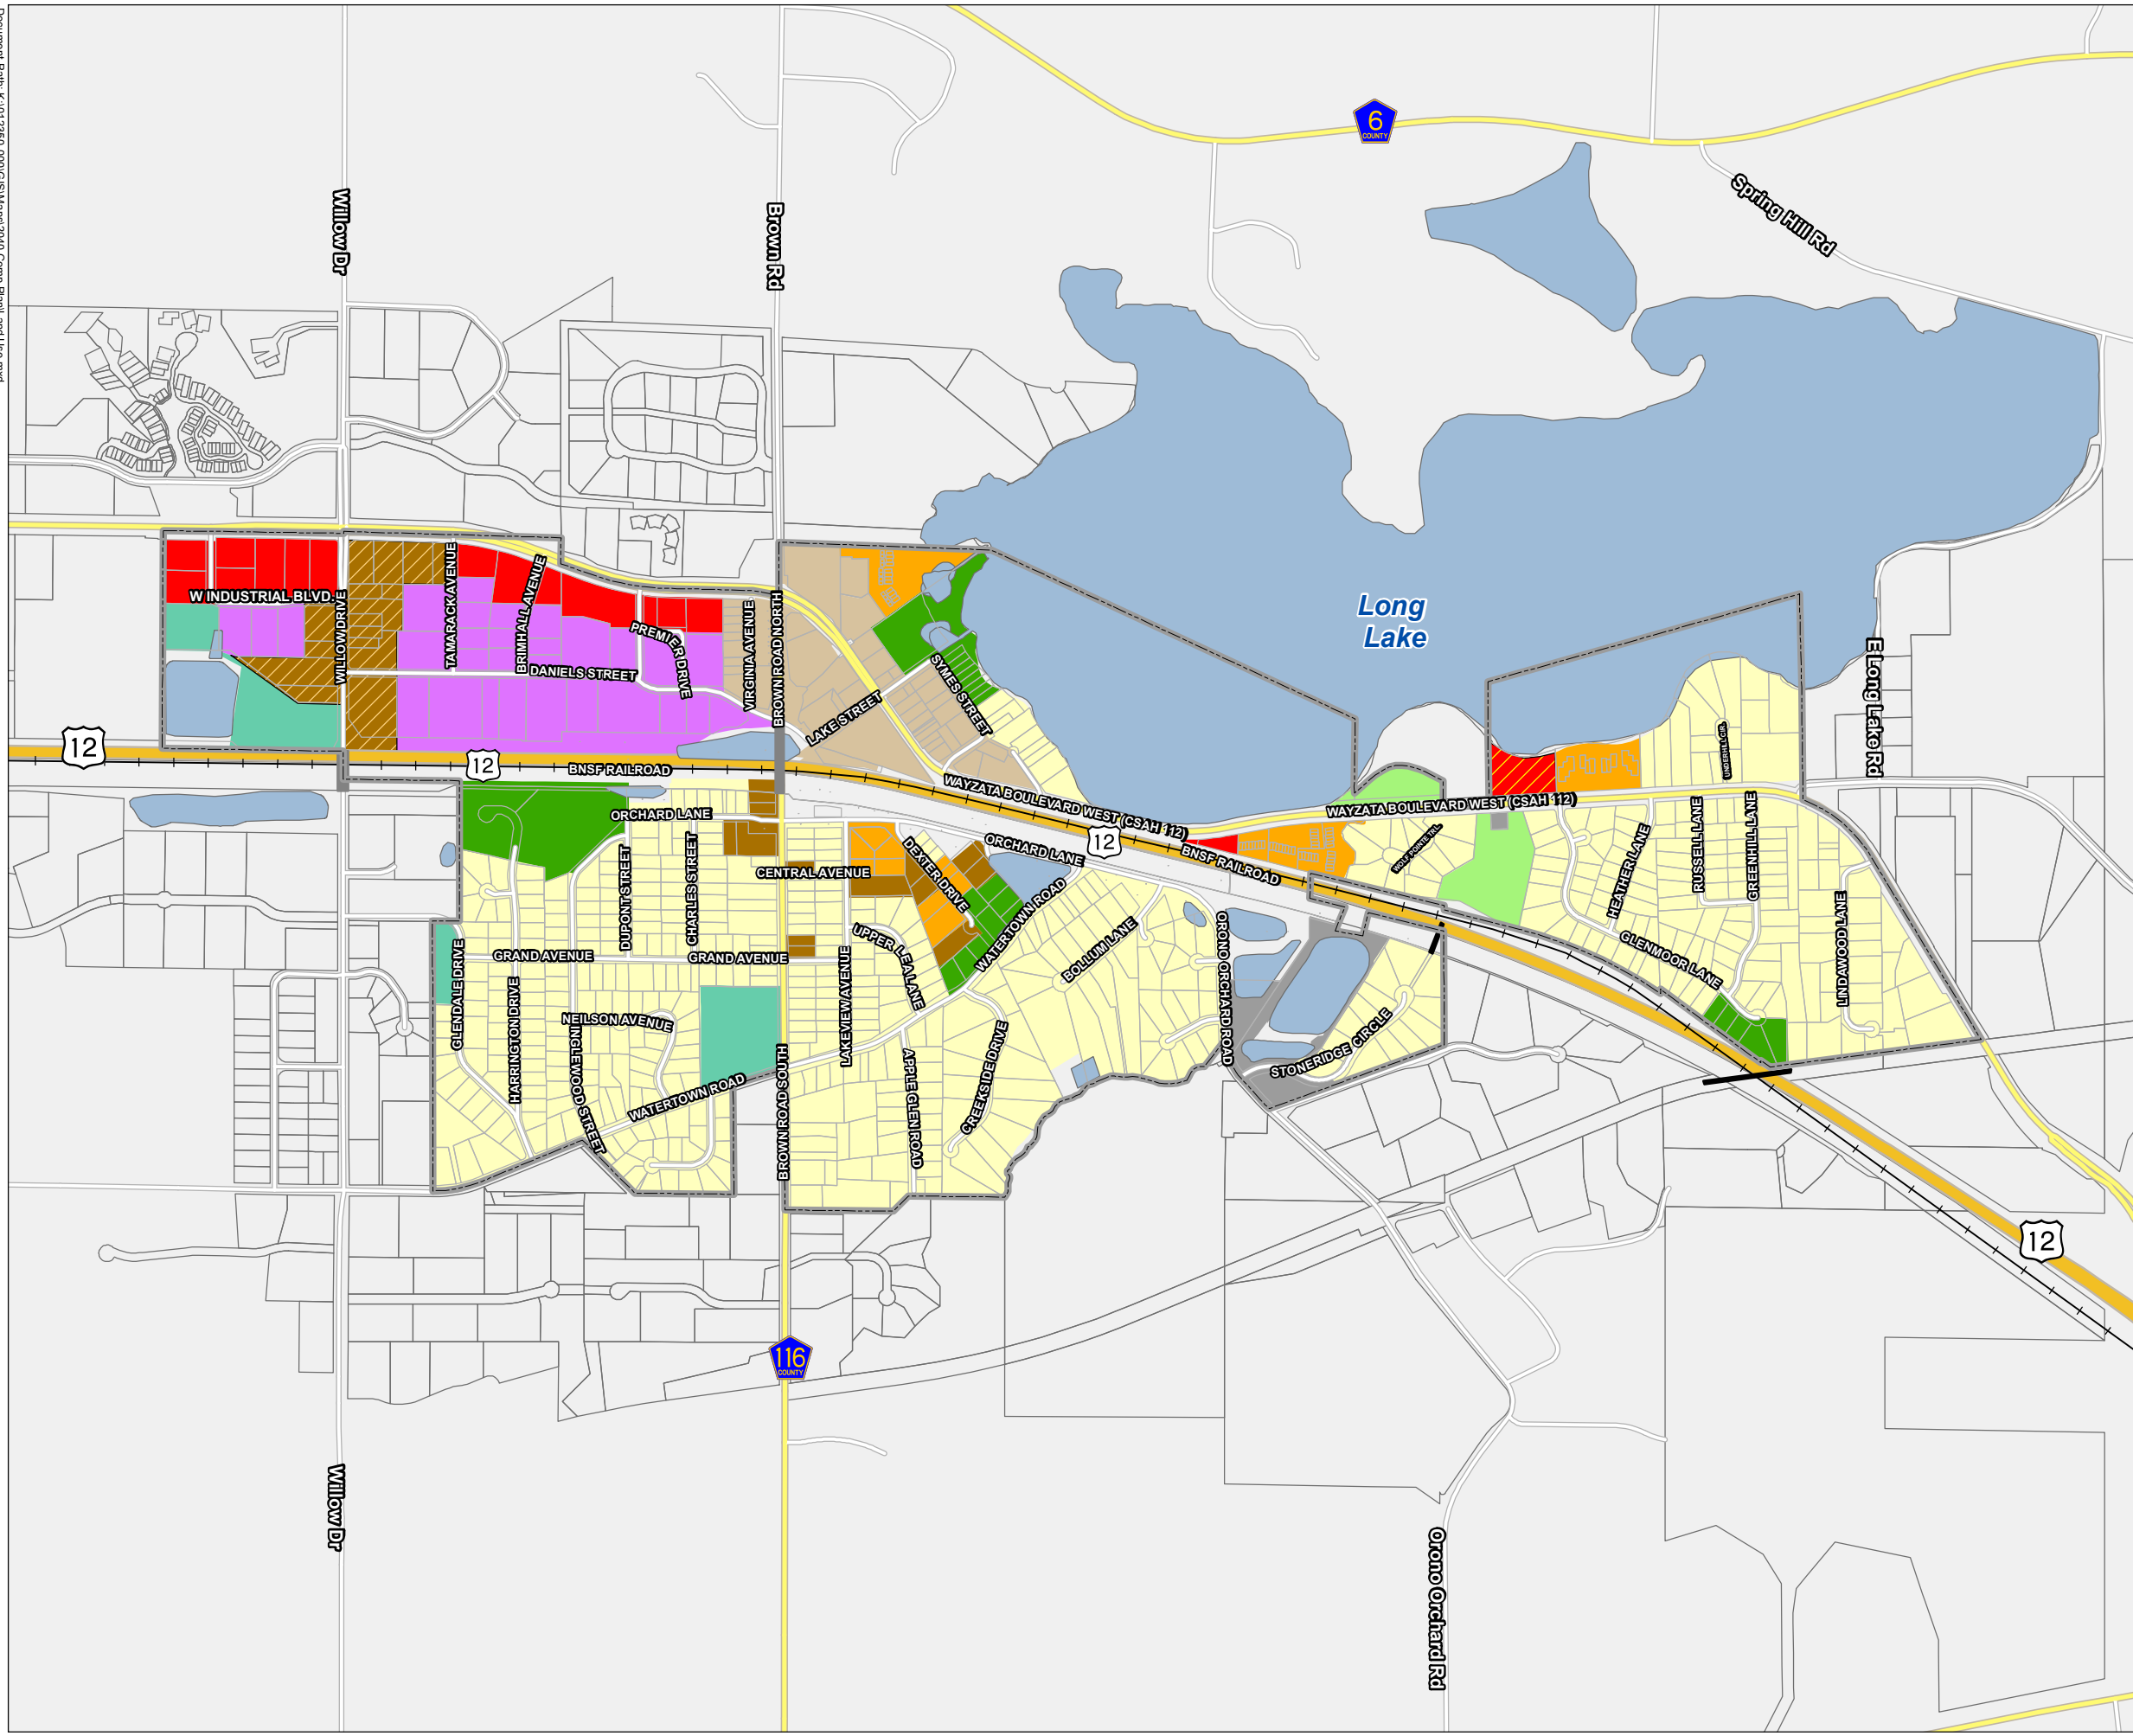 6
COUNTY
Spring Hill Rd
Willow Dr
Brown Rd
Long
Lake
E Long Lake Rd
W INDUSTRIAL BLVD.
WILLOW DRIVE
TAMARACK AVENUE
BRIMHALL AVENUE
PREMIER DRIVE
DANIELS STREET
VIRGINIA AVENUE
BROWN ROAD NORTH
LAKE STREET
SYMES STREET
UNDERHILL CIR.
12
12
BNSF RAILROAD
WAYZATA BOULEVARD WEST (CSAH 112)
WAYZATA BOULEVARD WEST (CSAH 112)
12
ORCHARD LANE
ORCHARD LANE
BNSF RAILROAD
WOLF POINTE TRL.
DUPONT STREET
CHARLES STREET
CENTRAL AVENUE
DEXTER DRIVE
WATERTOWN ROAD
HEATHER LANE
RUSSELL LANE
GREENHILL LANE
LINDAWOOD LANE
GLENMOOR LANE
GLENDALE DRIVE
GRAND AVENUE
GRAND AVENUE
UPPER LEA LANE
LAKEVIEW AVENUE
BOLLUM LANE
ORONO ORCHARD ROAD
STONERIDGE CIRCLE
HARRINGTON DRIVE
NEILSON AVENUE
INGLEWOOD STREET
WATERTOWN ROAD
BROWN ROAD SOUTH
APPLE GLEN ROAD
CREEKSIDE DRIVE
12
116
COUNTY
Willow Dr
Orono Orchard Rd